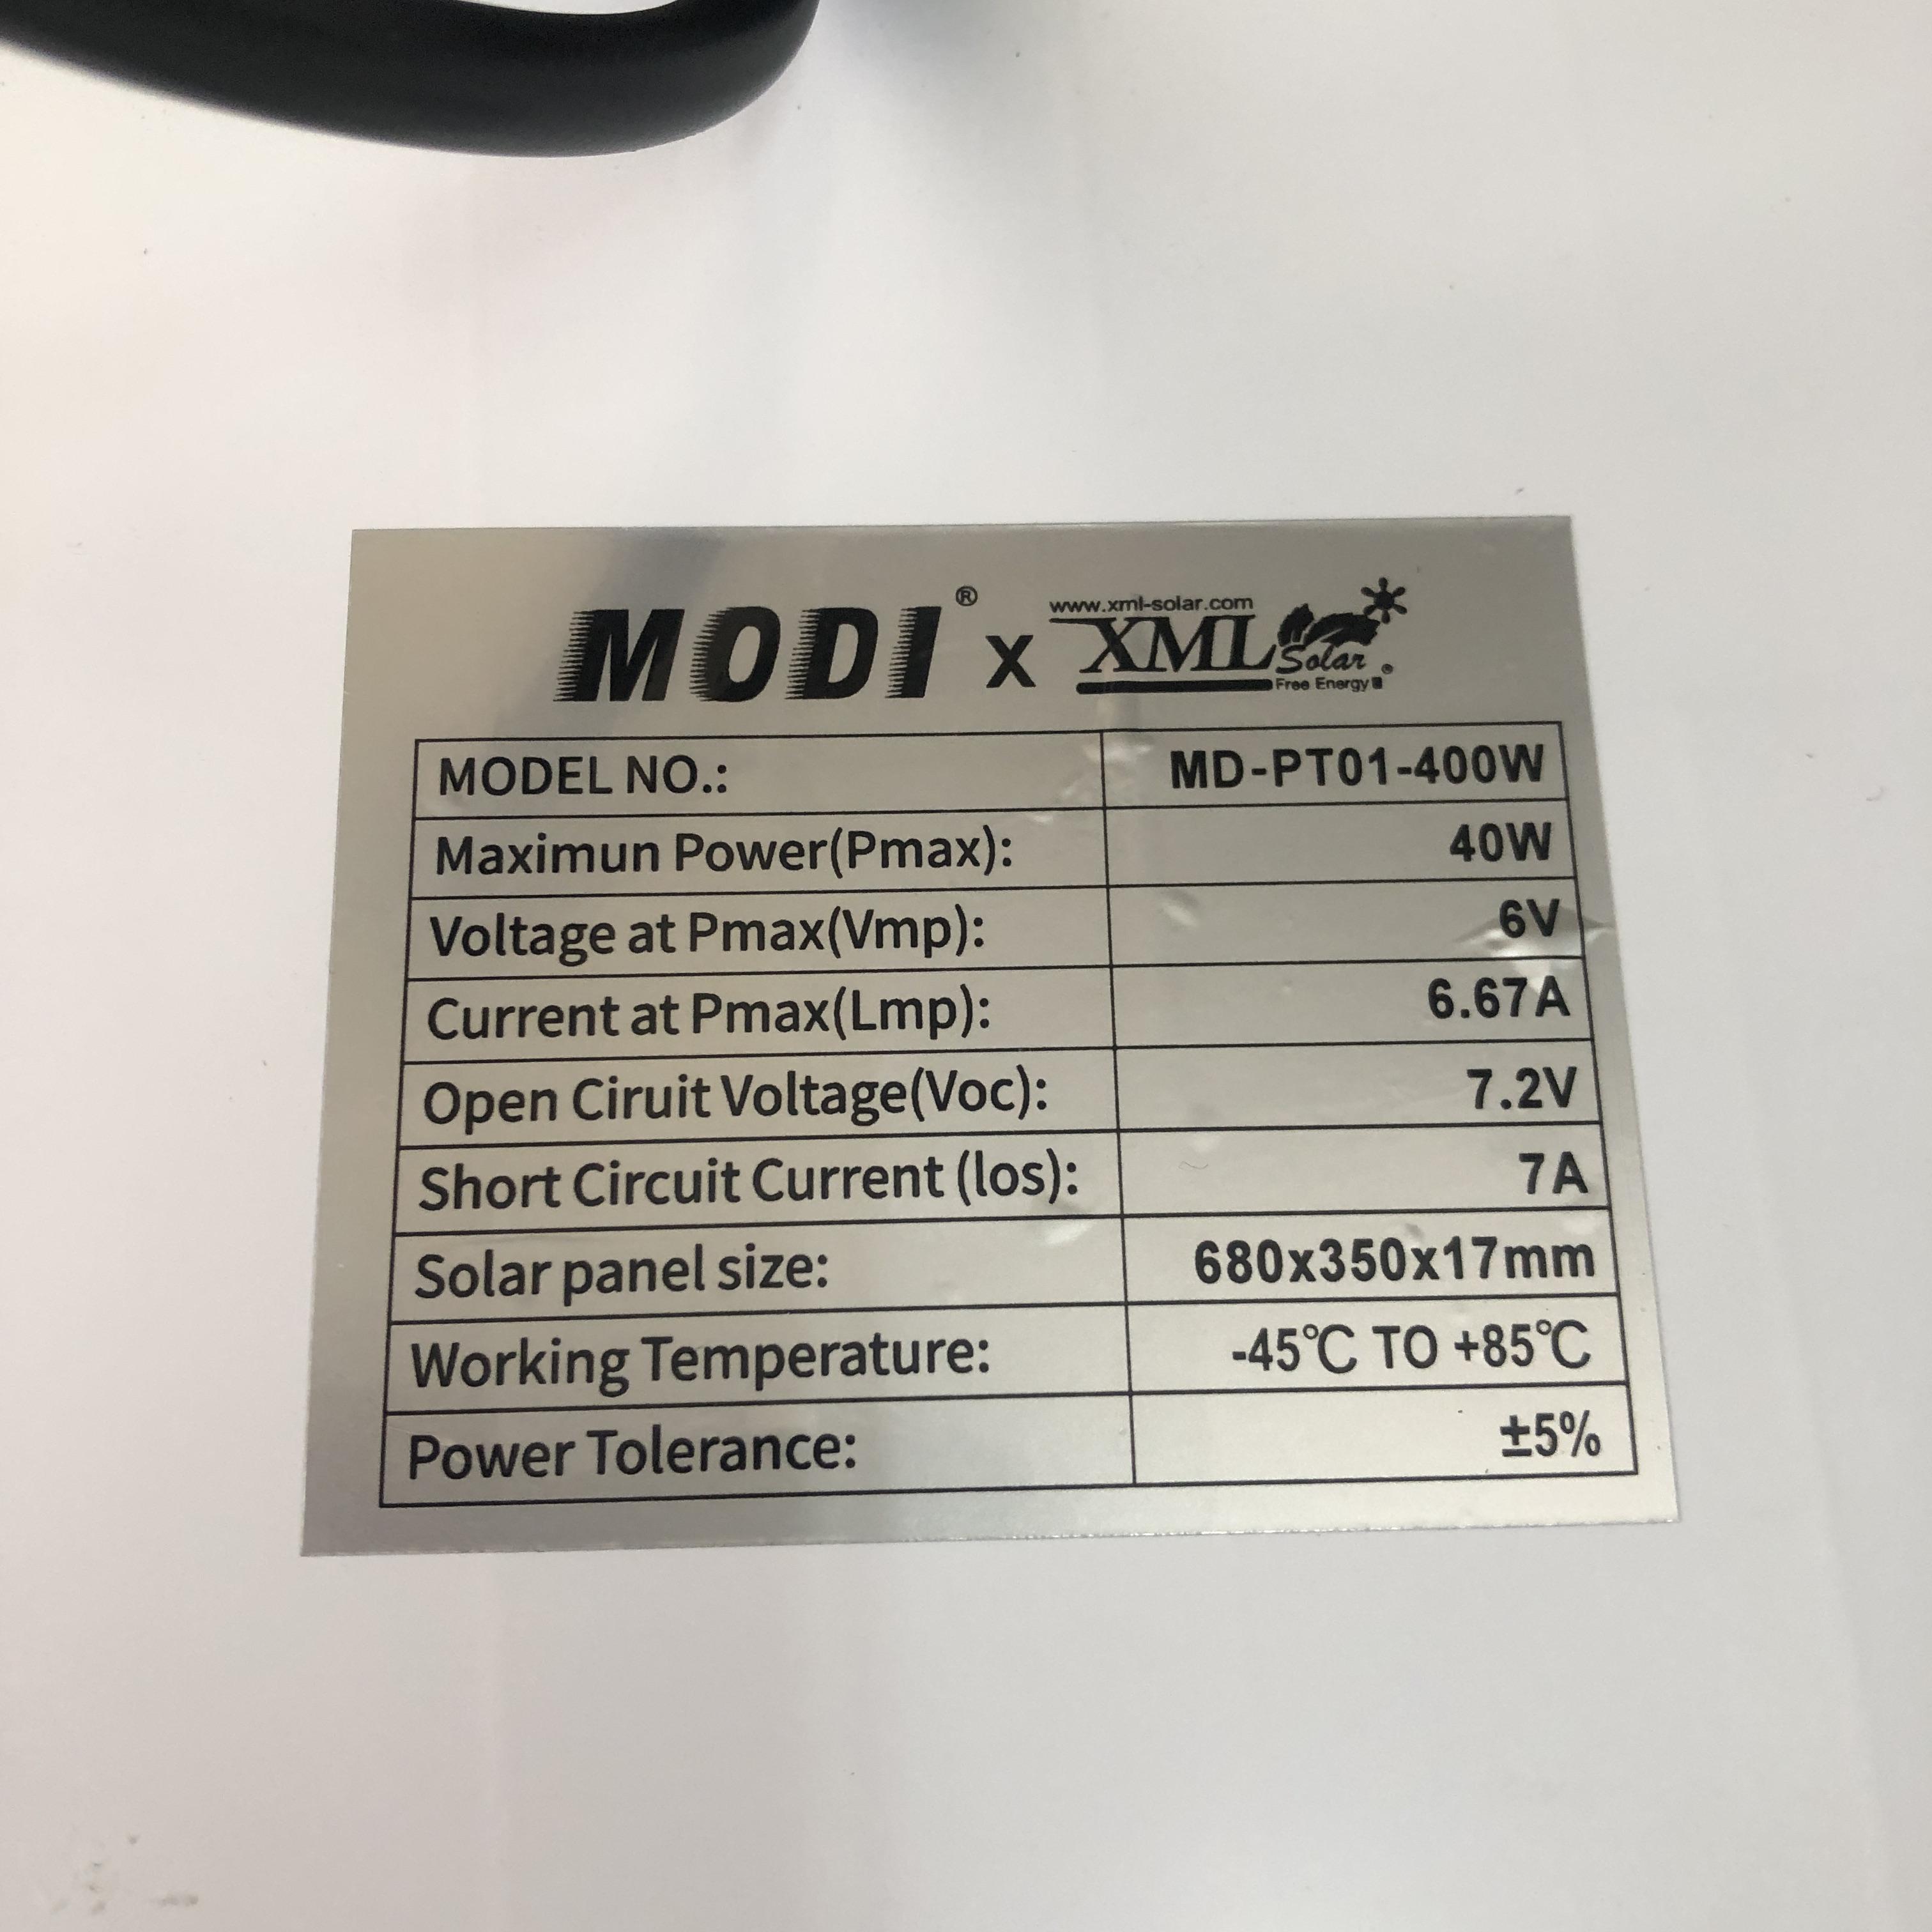 MODI® x www.xml-solar.com
XML Solar®
Free Energy
MODEL NO.: MD-PT01-400W
Maximun Power(Pmax): 40W
Voltage at Pmax(Vmp): 6V
Current at Pmax(Lmp): 6.67A
Open Ciruit Voltage(Voc): 7.2V
Short Circuit Current (los): 7A
Solar panel size: 680x350x17mm
Working Temperature: -45℃ TO +85℃
Power Tolerance: ±5%